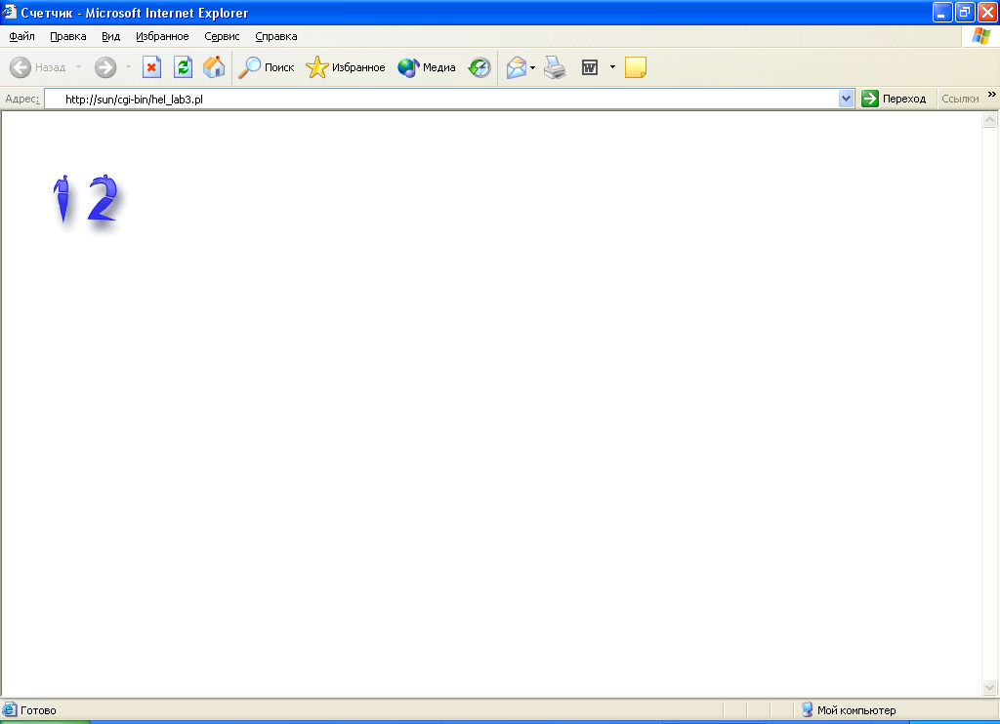 Счетчик - Microsoft Internet Explorer
Файл Правка Вид Избранное Сервис Справка
Назад Поиск Избранное Медиа
Адрес: http://sun/cgi-bin/hel_lab3.pl Переход Ссылки »
12
Готово Мой компьютер